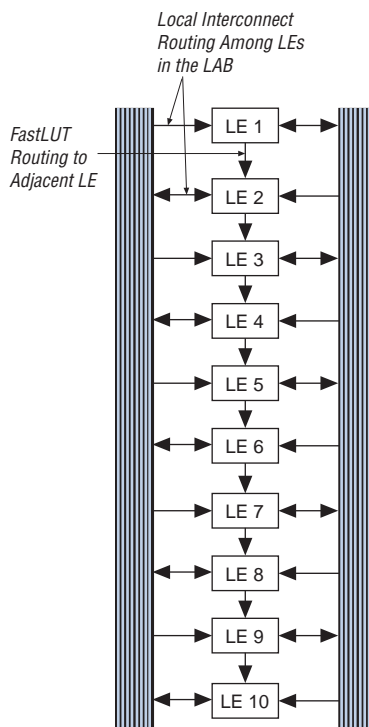 Local Interconnect
Routing Among LEs
in the LAB
FastLUT
Routing to
Adjacent LE
LE 1
LE 2
LE 3
LE 4
LE 5
LE 6
LE 7
LE 8
LE 9
LE 10